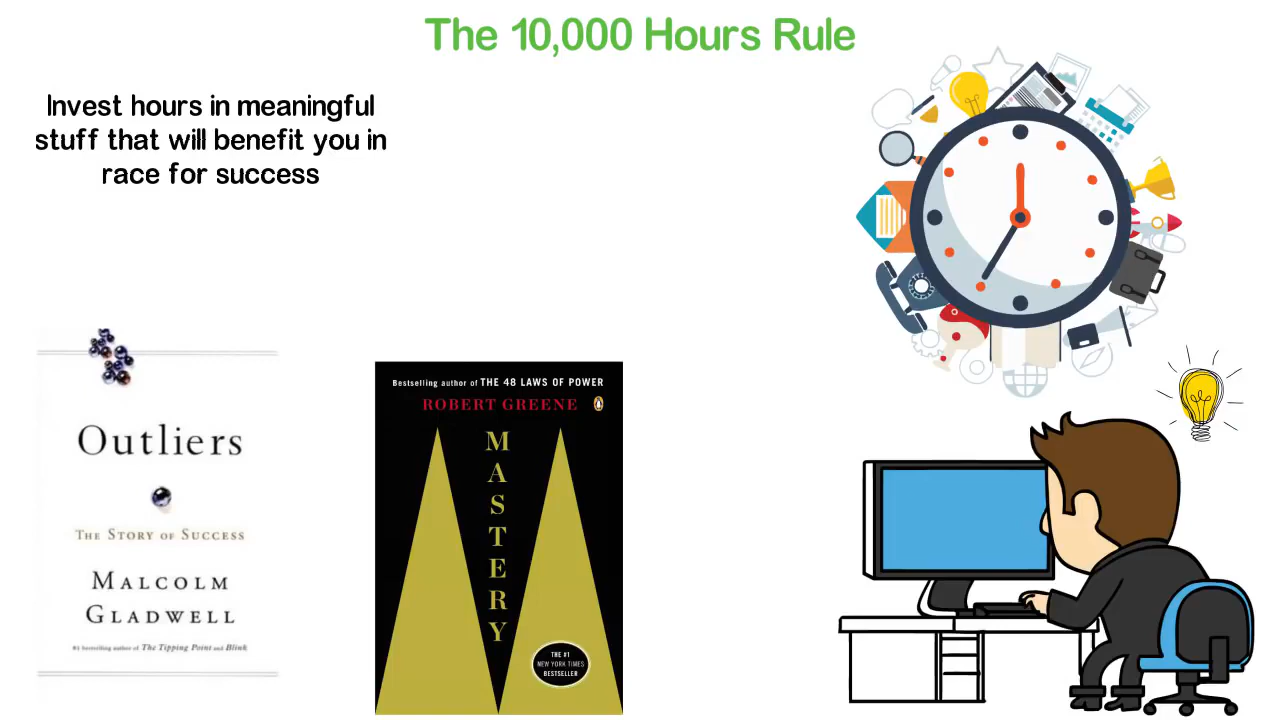 The 10,000 Hours Rule
Invest hours in meaningful
stuff that will benefit you in
race for success
Outliers
THE STORY OF SUCCESS
MALCOLM
GLADWELL
#1 bestselling author of The Tipping Point and Blink
Bestselling author of THE 48 LAWS OF POWER
ROBERT GREENE
MASTERY
THE #1
NEW YORK TIMES
BESTSELLER